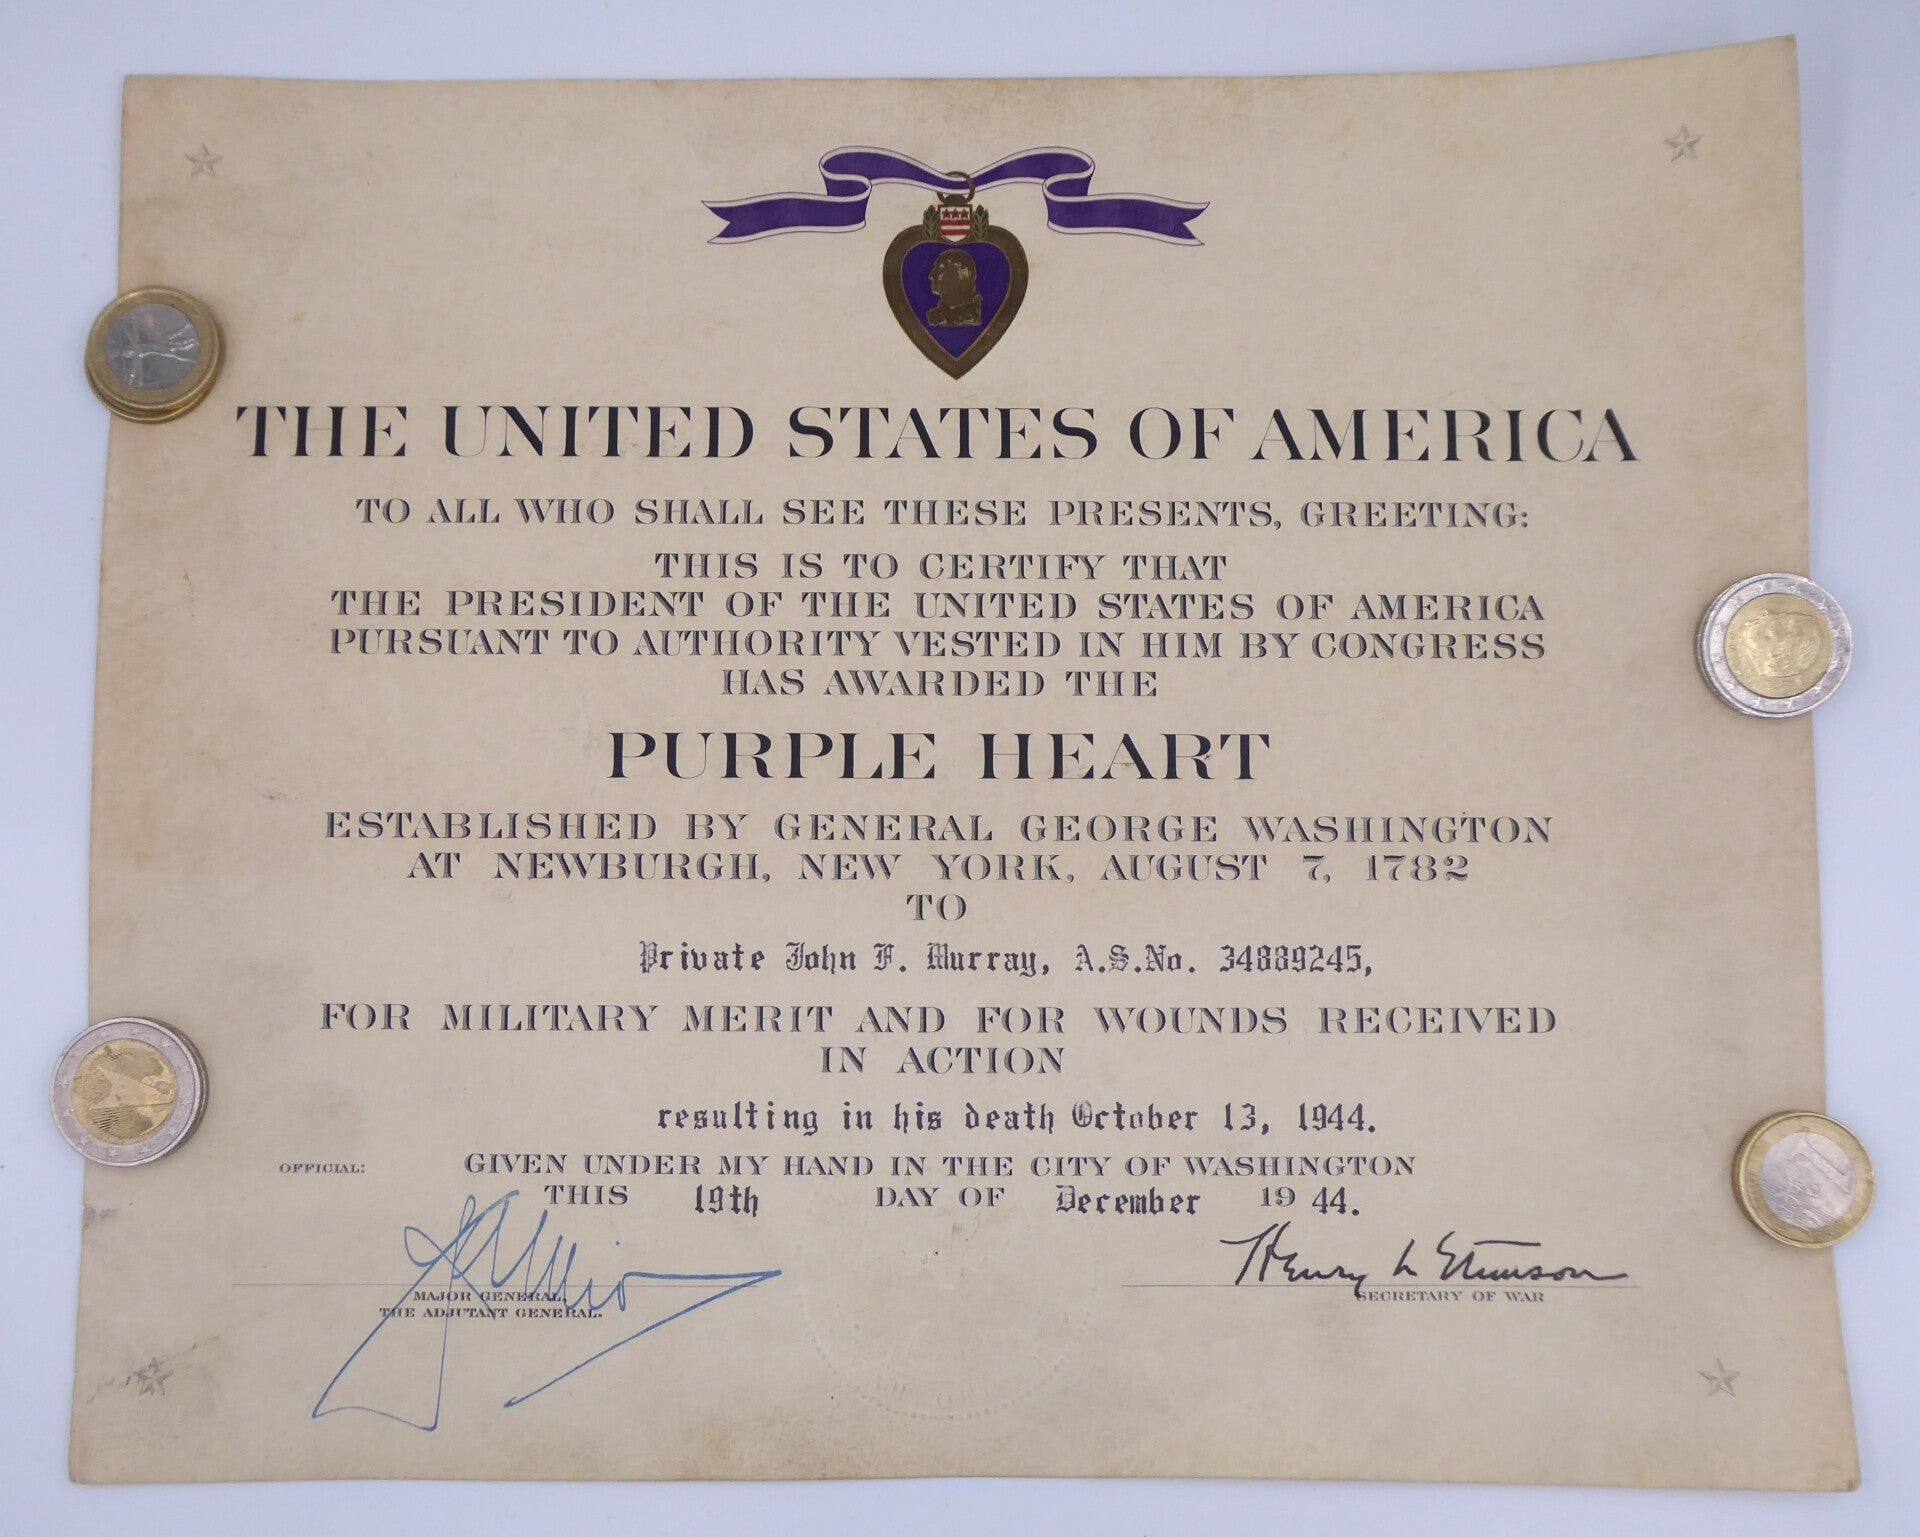 THE UNITED STATES OF AMERICA
TO ALL WHO SHALL SEE THESE PRESENTS, GREETING:
THIS IS TO CERTIFY THAT
THE PRESIDENT OF THE UNITED STATES OF AMERICA
PURSUANT TO AUTHORITY VESTED IN HIM BY CONGRESS
HAS AWARDED THE
PURPLE HEART
ESTABLISHED BY GENERAL GEORGE WASHINGTON
AT NEWBURGH, NEW YORK, AUGUST 7, 1782
TO
Private John F. Murray, A.S.No. 34889245,
FOR MILITARY MERIT AND FOR WOUNDS RECEIVED
IN ACTION
resulting in his death October 13, 1944.
OFFICIAL: GIVEN UNDER MY HAND IN THE CITY OF WASHINGTON
THIS 19th DAY OF December 19 44.
Henry L Stimson
MAJOR GENERAL,
THE ADJUTANT GENERAL.
SECRETARY OF WAR